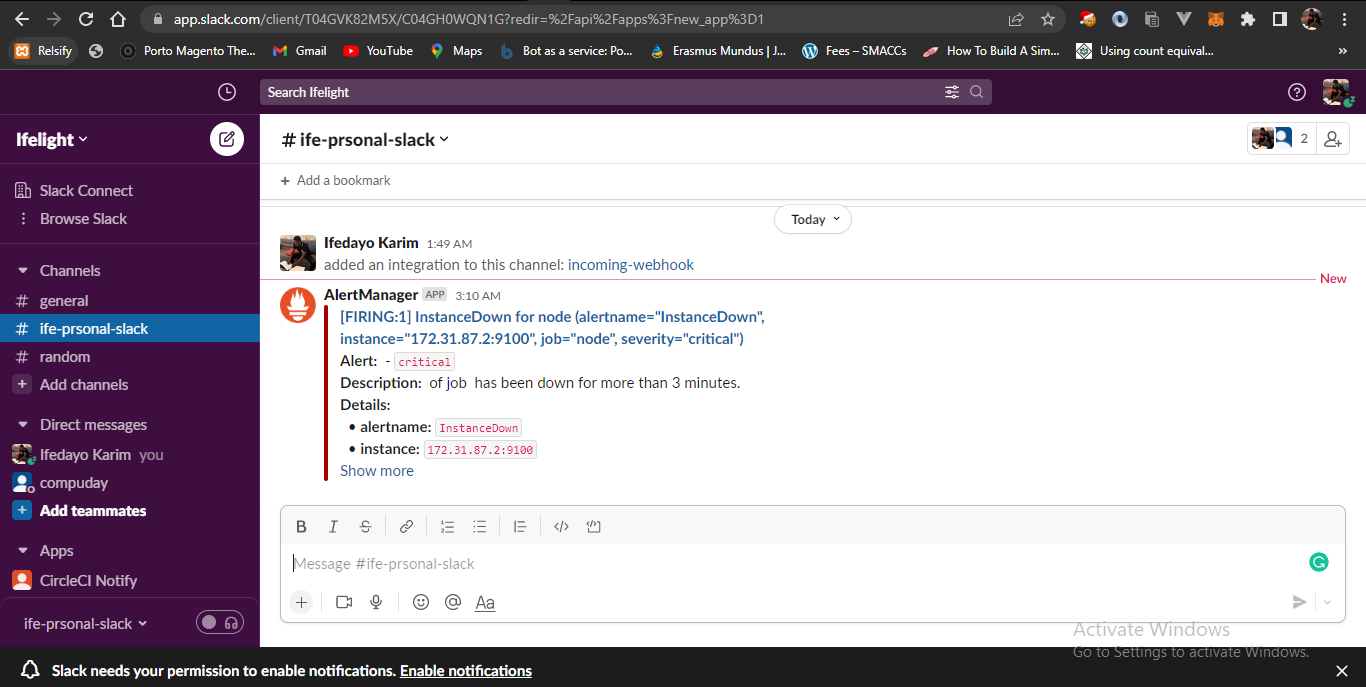 app.slack.com/client/T04GVK82M5X/C04GH0WQN1G?redir=%2Fapi%2Fapps%3Fnew_app%3D1
Relsify
Porto Magento The...
Gmail
YouTube
Maps
Bot as a service: Po...
Erasmus Mundus | J...
Fees – SMACCs
How To Build A Sim...
Using count equival...
»
Search Ifelight
Ifelight
# ife-prsonal-slack
2
Slack Connect
Browse Slack
+ Add a bookmark
Channels
# general
# ife-prsonal-slack
# random
+ Add channels
Direct messages
Ifedayo Karim you
compuday
+ Add teammates
Apps
CircleCI Notify
ife-prsonal-slack
Today
Ifedayo Karim 1:49 AM
added an integration to this channel: incoming-webhook
New
AlertManager APP 3:10 AM
[FIRING:1] InstanceDown for node (alertname="InstanceDown",
instance="172.31.87.2:9100", job="node", severity="critical")
Alert: - critical
Description: of job has been down for more than 3 minutes.
Details:
• alertname: InstanceDown
• instance: 172.31.87.2:9100
Show more
B I S
Message #ife-prsonal-slack
+ @ Aa
Activate Windows
Go to Settings to activate Windows.
Slack needs your permission to enable notifications. Enable notifications